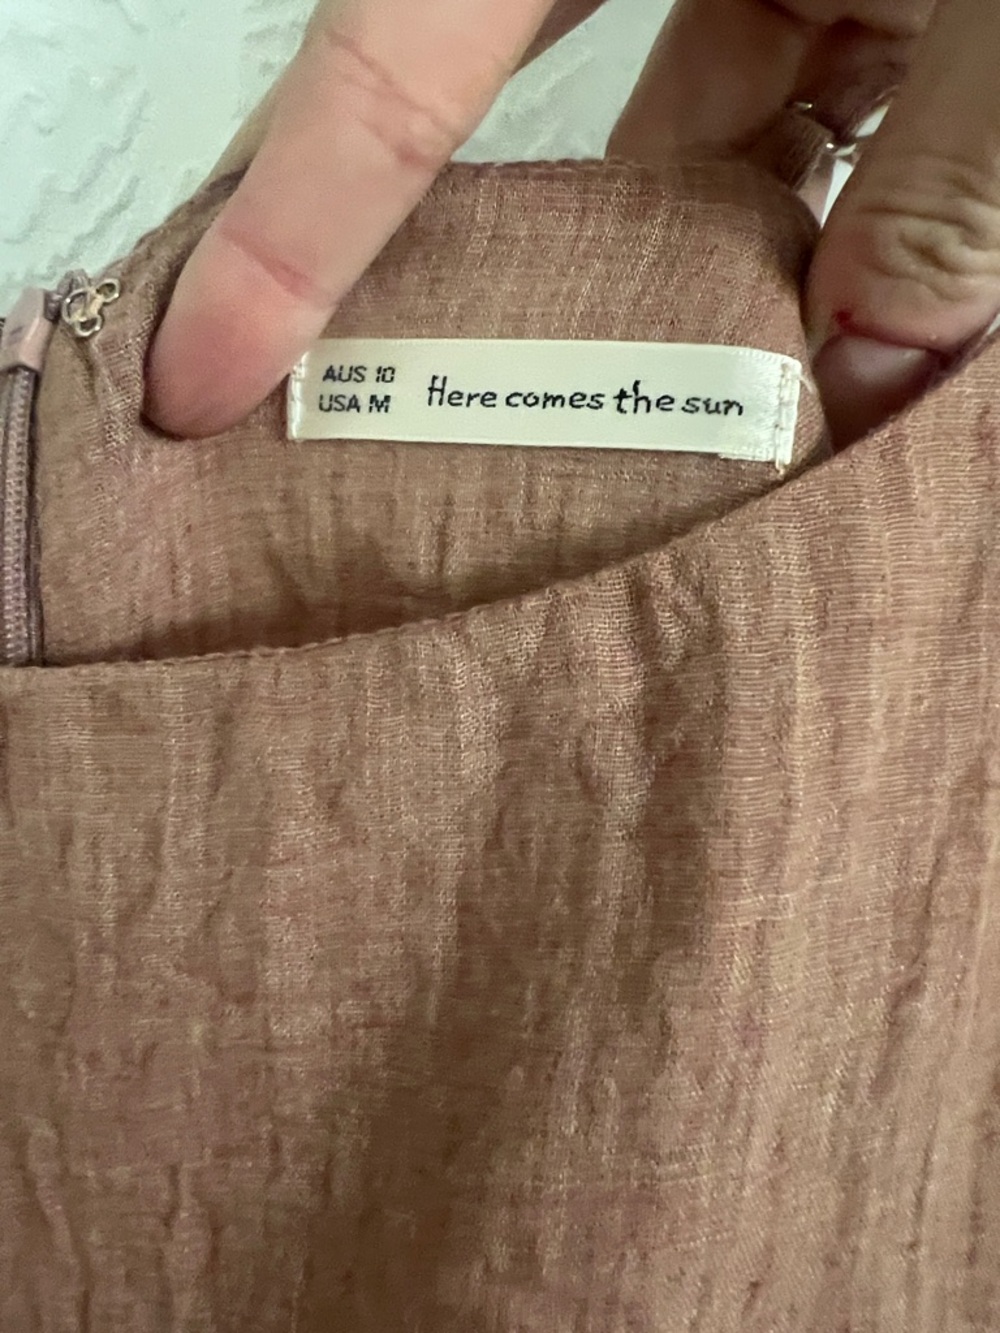 AUS 10
USA M
Here comes the sun